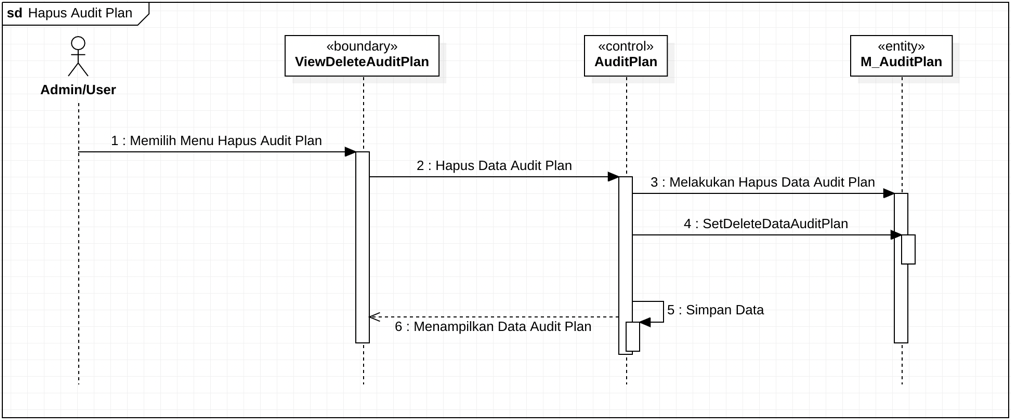 sd Hapus Audit Plan
Admin/User
«boundary»
ViewDeleteAuditPlan
«control»
AuditPlan
«entity»
M_AuditPlan
1 : Memilih Menu Hapus Audit Plan
2 : Hapus Data Audit Plan
3 : Melakukan Hapus Data Audit Plan
4 : SetDeleteDataAuditPlan
5 : Simpan Data
6 : Menampilkan Data Audit Plan